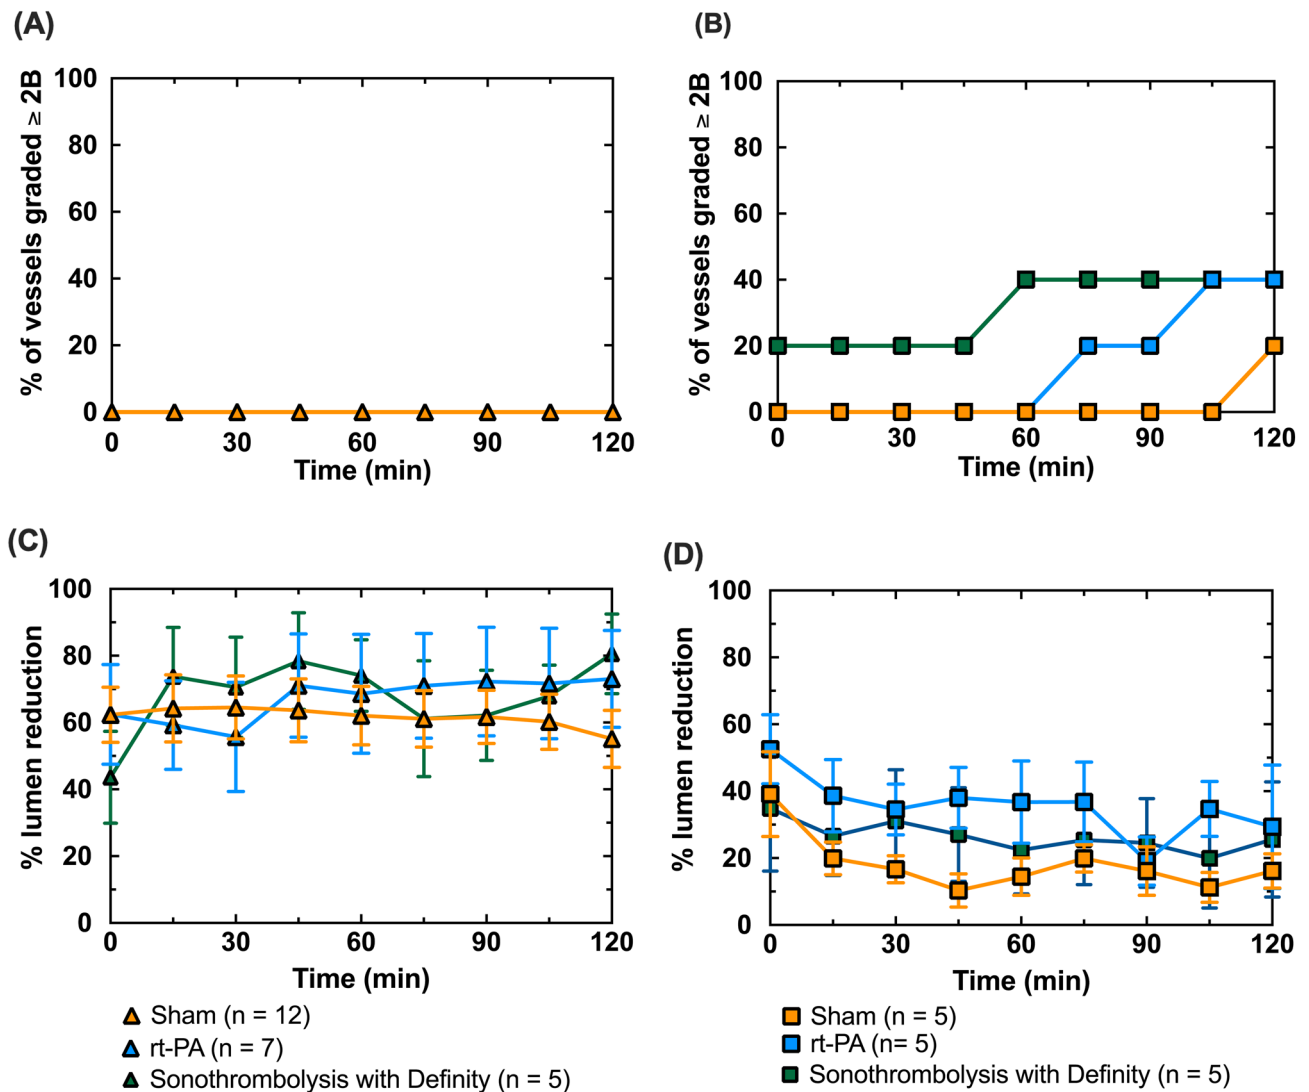 (A)
% of vessels graded ≥ 2B
100
80
60
40
20
0
0 30 60 90 120
Time (min)
(B)
% of vessels graded ≥ 2B
100
80
60
40
20
0
0 30 60 90 120
Time (min)
(C)
% lumen reduction
100
80
60
40
20
0
0 30 60 90 120
Time (min)
Sham (n = 12)
rt-PA (n = 7)
Sonothrombolysis with Definity (n = 5)
(D)
% lumen reduction
100
80
60
40
20
0
0 30 60 90 120
Time (min)
Sham (n = 5)
rt-PA (n= 5)
Sonothrombolysis with Definity (n = 5)